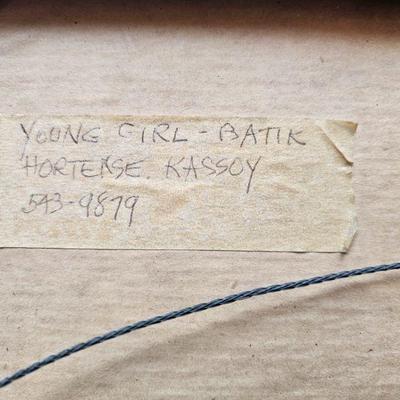 YOUNG GIRL - BATIK
HORTENSE. KASSOY
543-9879